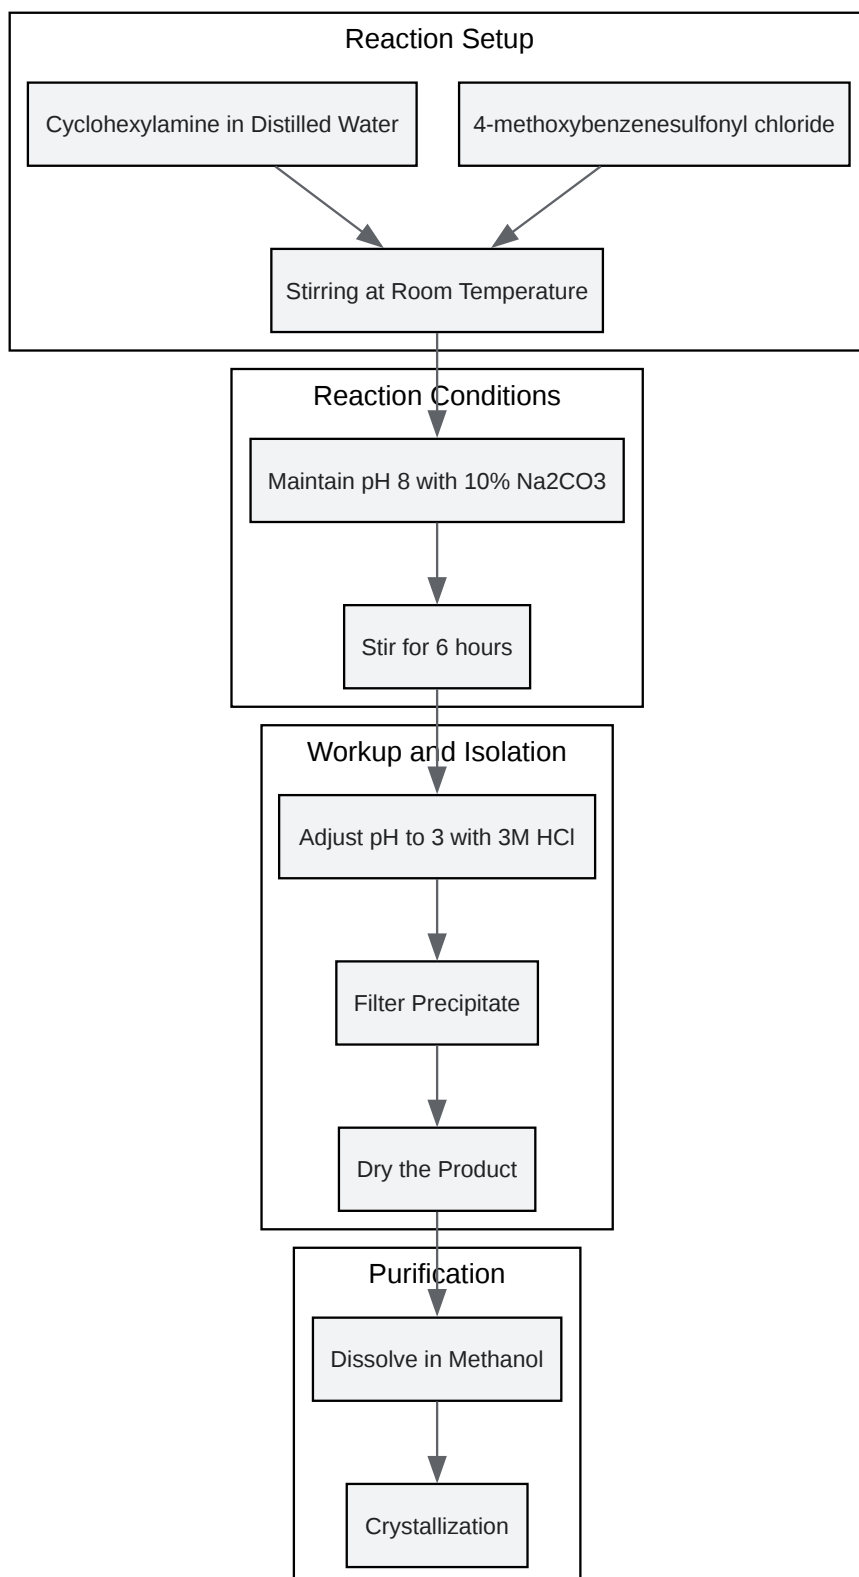 Reaction Setup
Cyclohexylamine in Distilled Water
4-methoxybenzenesulfonyl chloride
Stirring at Room Temperature
Reaction Conditions
Maintain pH 8 with 10% Na2CO3
Stir for 6 hours
Workup and Isolation
Adjust pH to 3 with 3M HCl
Filter Precipitate
Dry the Product
Purification
Dissolve in Methanol
Crystallization